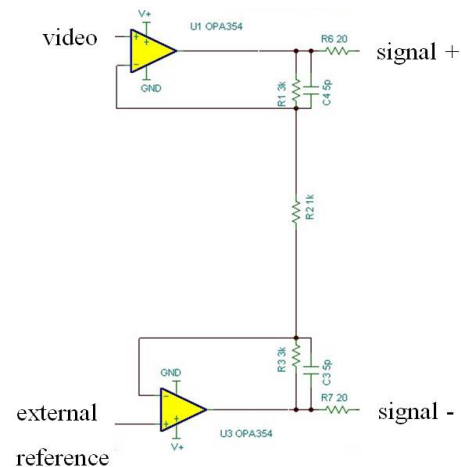 V+
U1 OPA354
video
R6 20
signal +
GND
R1 3k
C4 5p
R2 1k
R3 3k
C3 5p
GND
R7 20
external
signal -
U3 OPA354
reference
V+